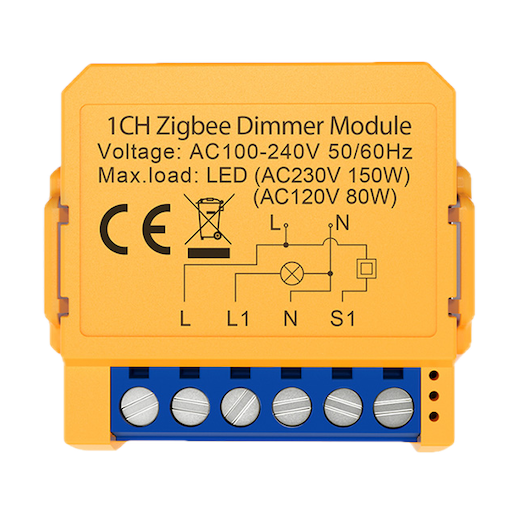 1CH Zigbee Dimmer Module
Voltage: AC100-240V 50/60Hz
Max.load: LED (AC230V 150W)
(AC120V 80W)
CE
L N
L L1 N S1